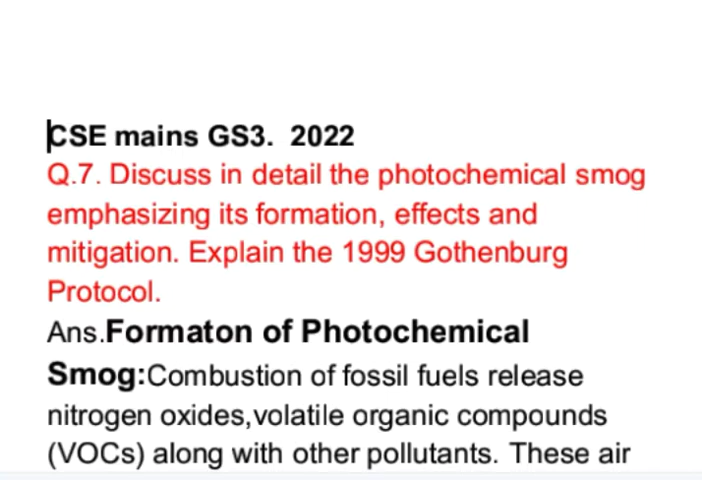 CSE mains GS3. 2022
Q.7. Discuss in detail the photochemical smog
emphasizing its formation, effects and
mitigation. Explain the 1999 Gothenburg
Protocol.
Ans.Formaton of Photochemical
Smog:Combustion of fossil fuels release
nitrogen oxides,volatile organic compounds
(VOCs) along with other pollutants. These air